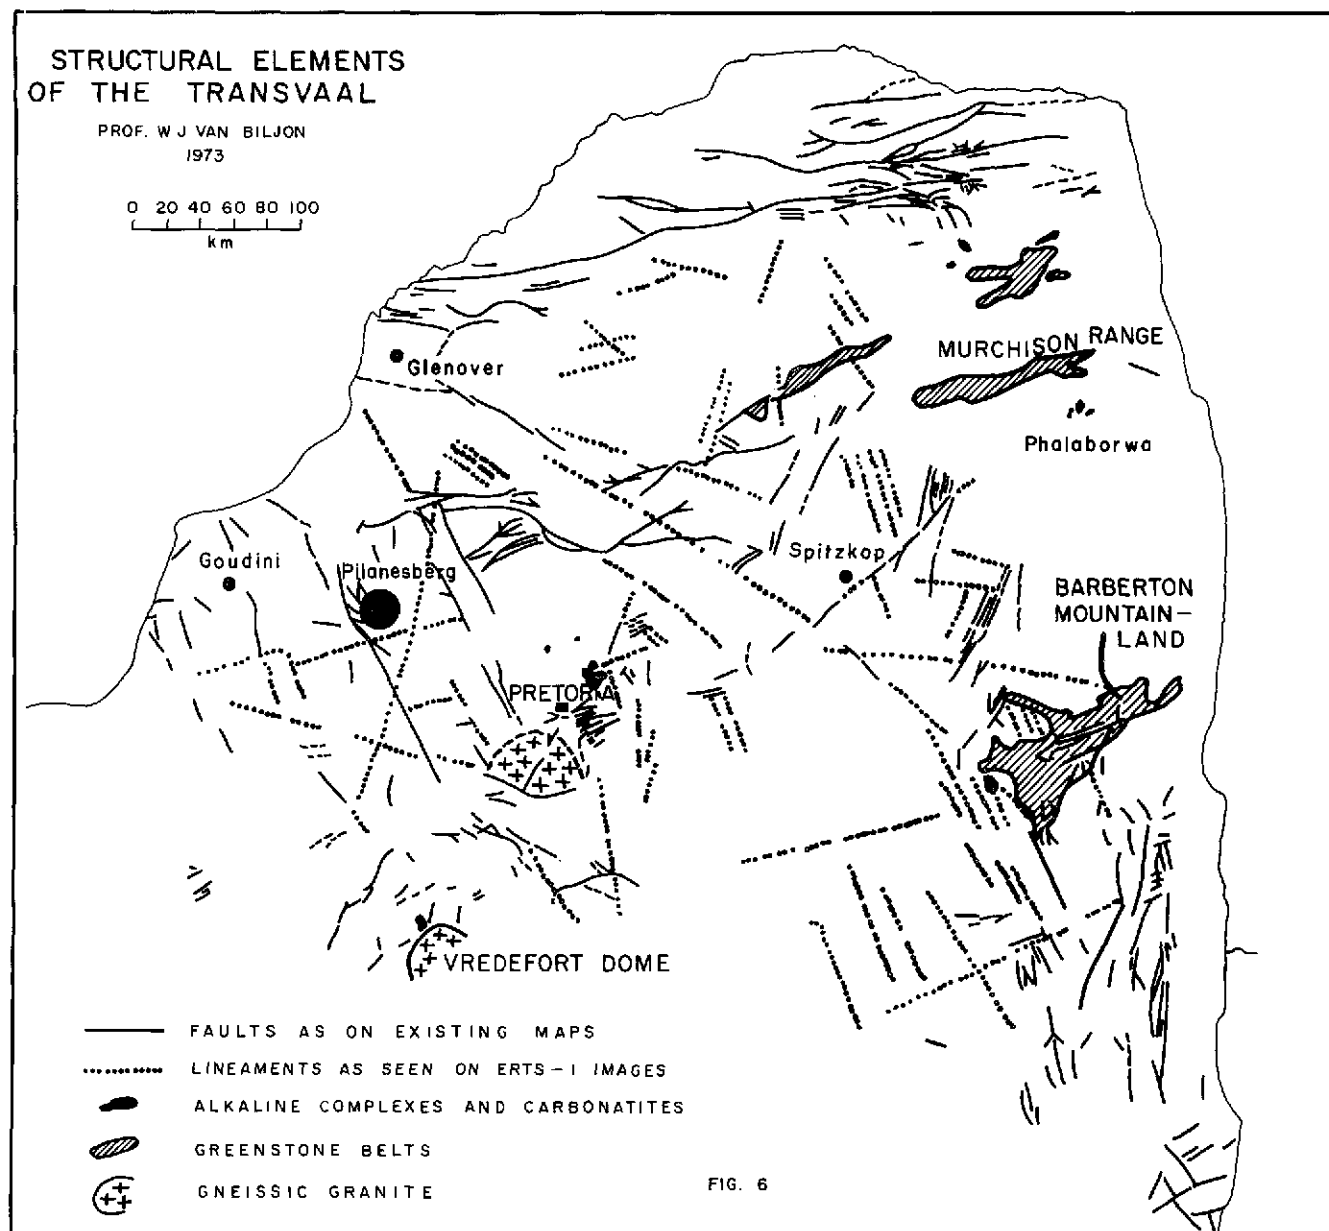 STRUCTURAL ELEMENTS
OF THE TRANSVAAL
PROF. W J VAN BILJON
1973
0 20 40 60 80 100
km
MURCHISON RANGE
Glenover
Phalaborwa
Goudini
Pilanesberg
Spitzkop
BARBERTON
MOUNTAIN-
LAND
PRETORIA
VREDEFORT DOME
FAULTS AS ON EXISTING MAPS
LINEAMENTS AS SEEN ON ERTS-1 IMAGES
ALKALINE COMPLEXES AND CARBONATITES
GREENSTONE BELTS
GNEISSIC GRANITE
FIG. 6